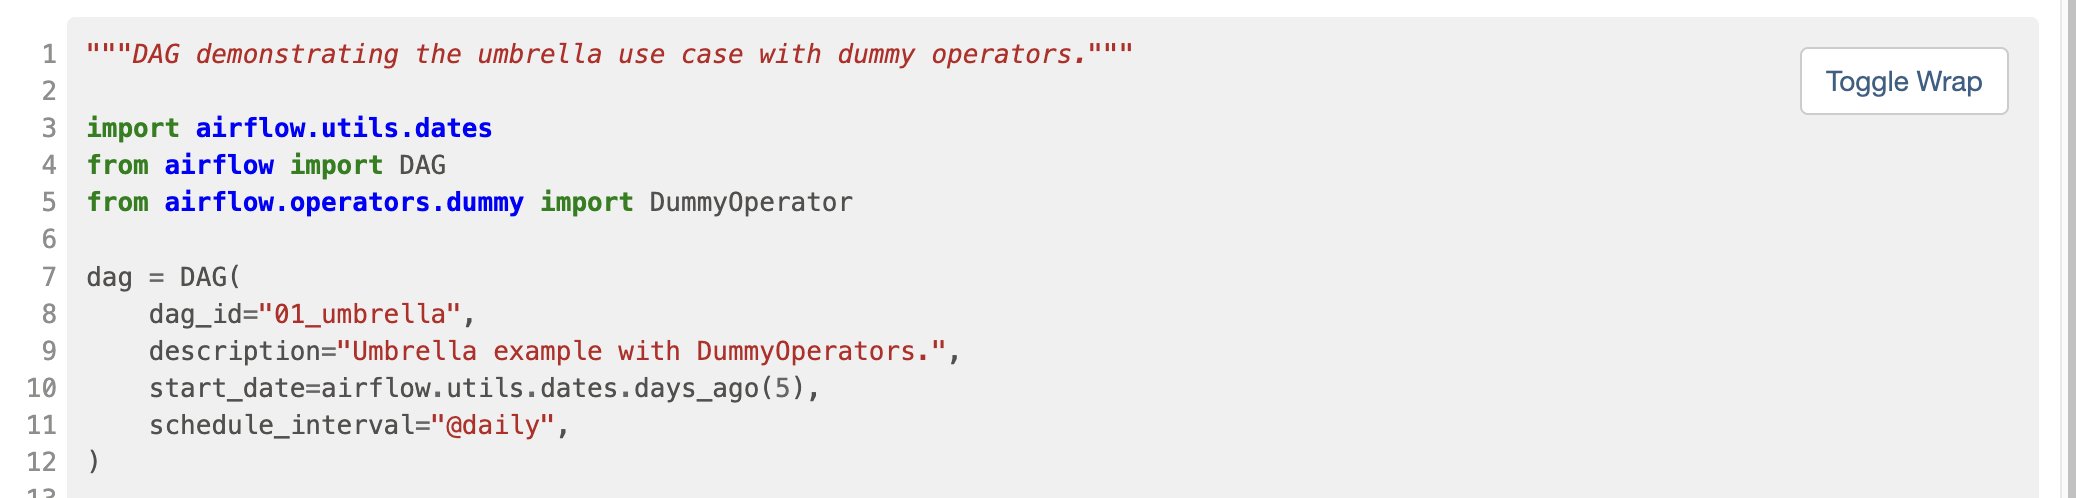 1 """DAG demonstrating the umbrella use case with dummy operators."""
Toggle Wrap
2
3 import airflow.utils.dates
4 from airflow import DAG
5 from airflow.operators.dummy import DummyOperator
6
7 dag = DAG(
8     dag_id="01_umbrella",
9     description="Umbrella example with DummyOperators.",
10     start_date=airflow.utils.dates.days_ago(5),
11     schedule_interval="@daily",
12 )
13